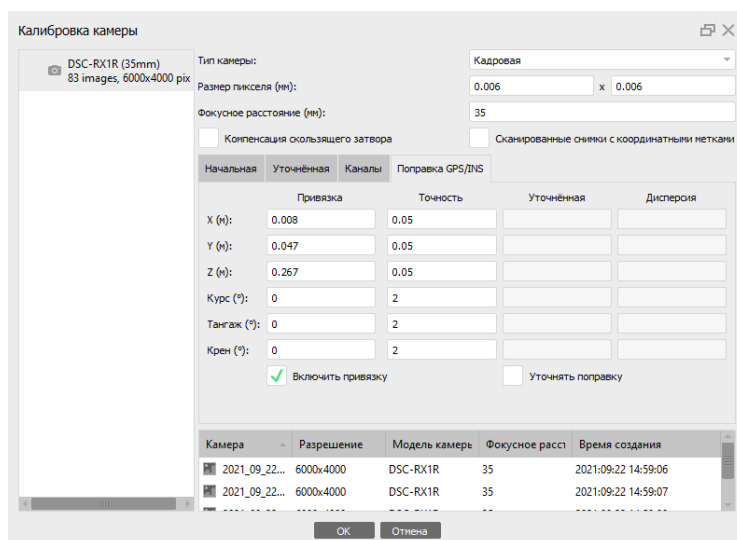 Калибровка камеры
DSC-RX1R (35mm)
83 images, 6000x4000 pix
Тип камеры: Кадровая
Размер пикселя (мм): 0.006 x 0.006
Фокусное расстояние (мм): 35
Компенсация скользящего затвора Сканированные снимки с координатными метками
Начальная Уточнённая Каналы Поправка GPS/INS
Привязка Точность Уточнённая Дисперсия
X (м): 0.008 0.05
Y (м): 0.047 0.05
Z (м): 0.267 0.05
Курс (°): 0 2
Тангаж (°): 0 2
Крен (°): 0 2
Включить привязку Уточнять поправку
Камера Разрешение Модель камеры Фокусное расст Время создания
2021_09_22... 6000x4000 DSC-RX1R 35 2021:09:22 14:59:06
2021_09_22... 6000x4000 DSC-RX1R 35 2021:09:22 14:59:07
OK Отмена